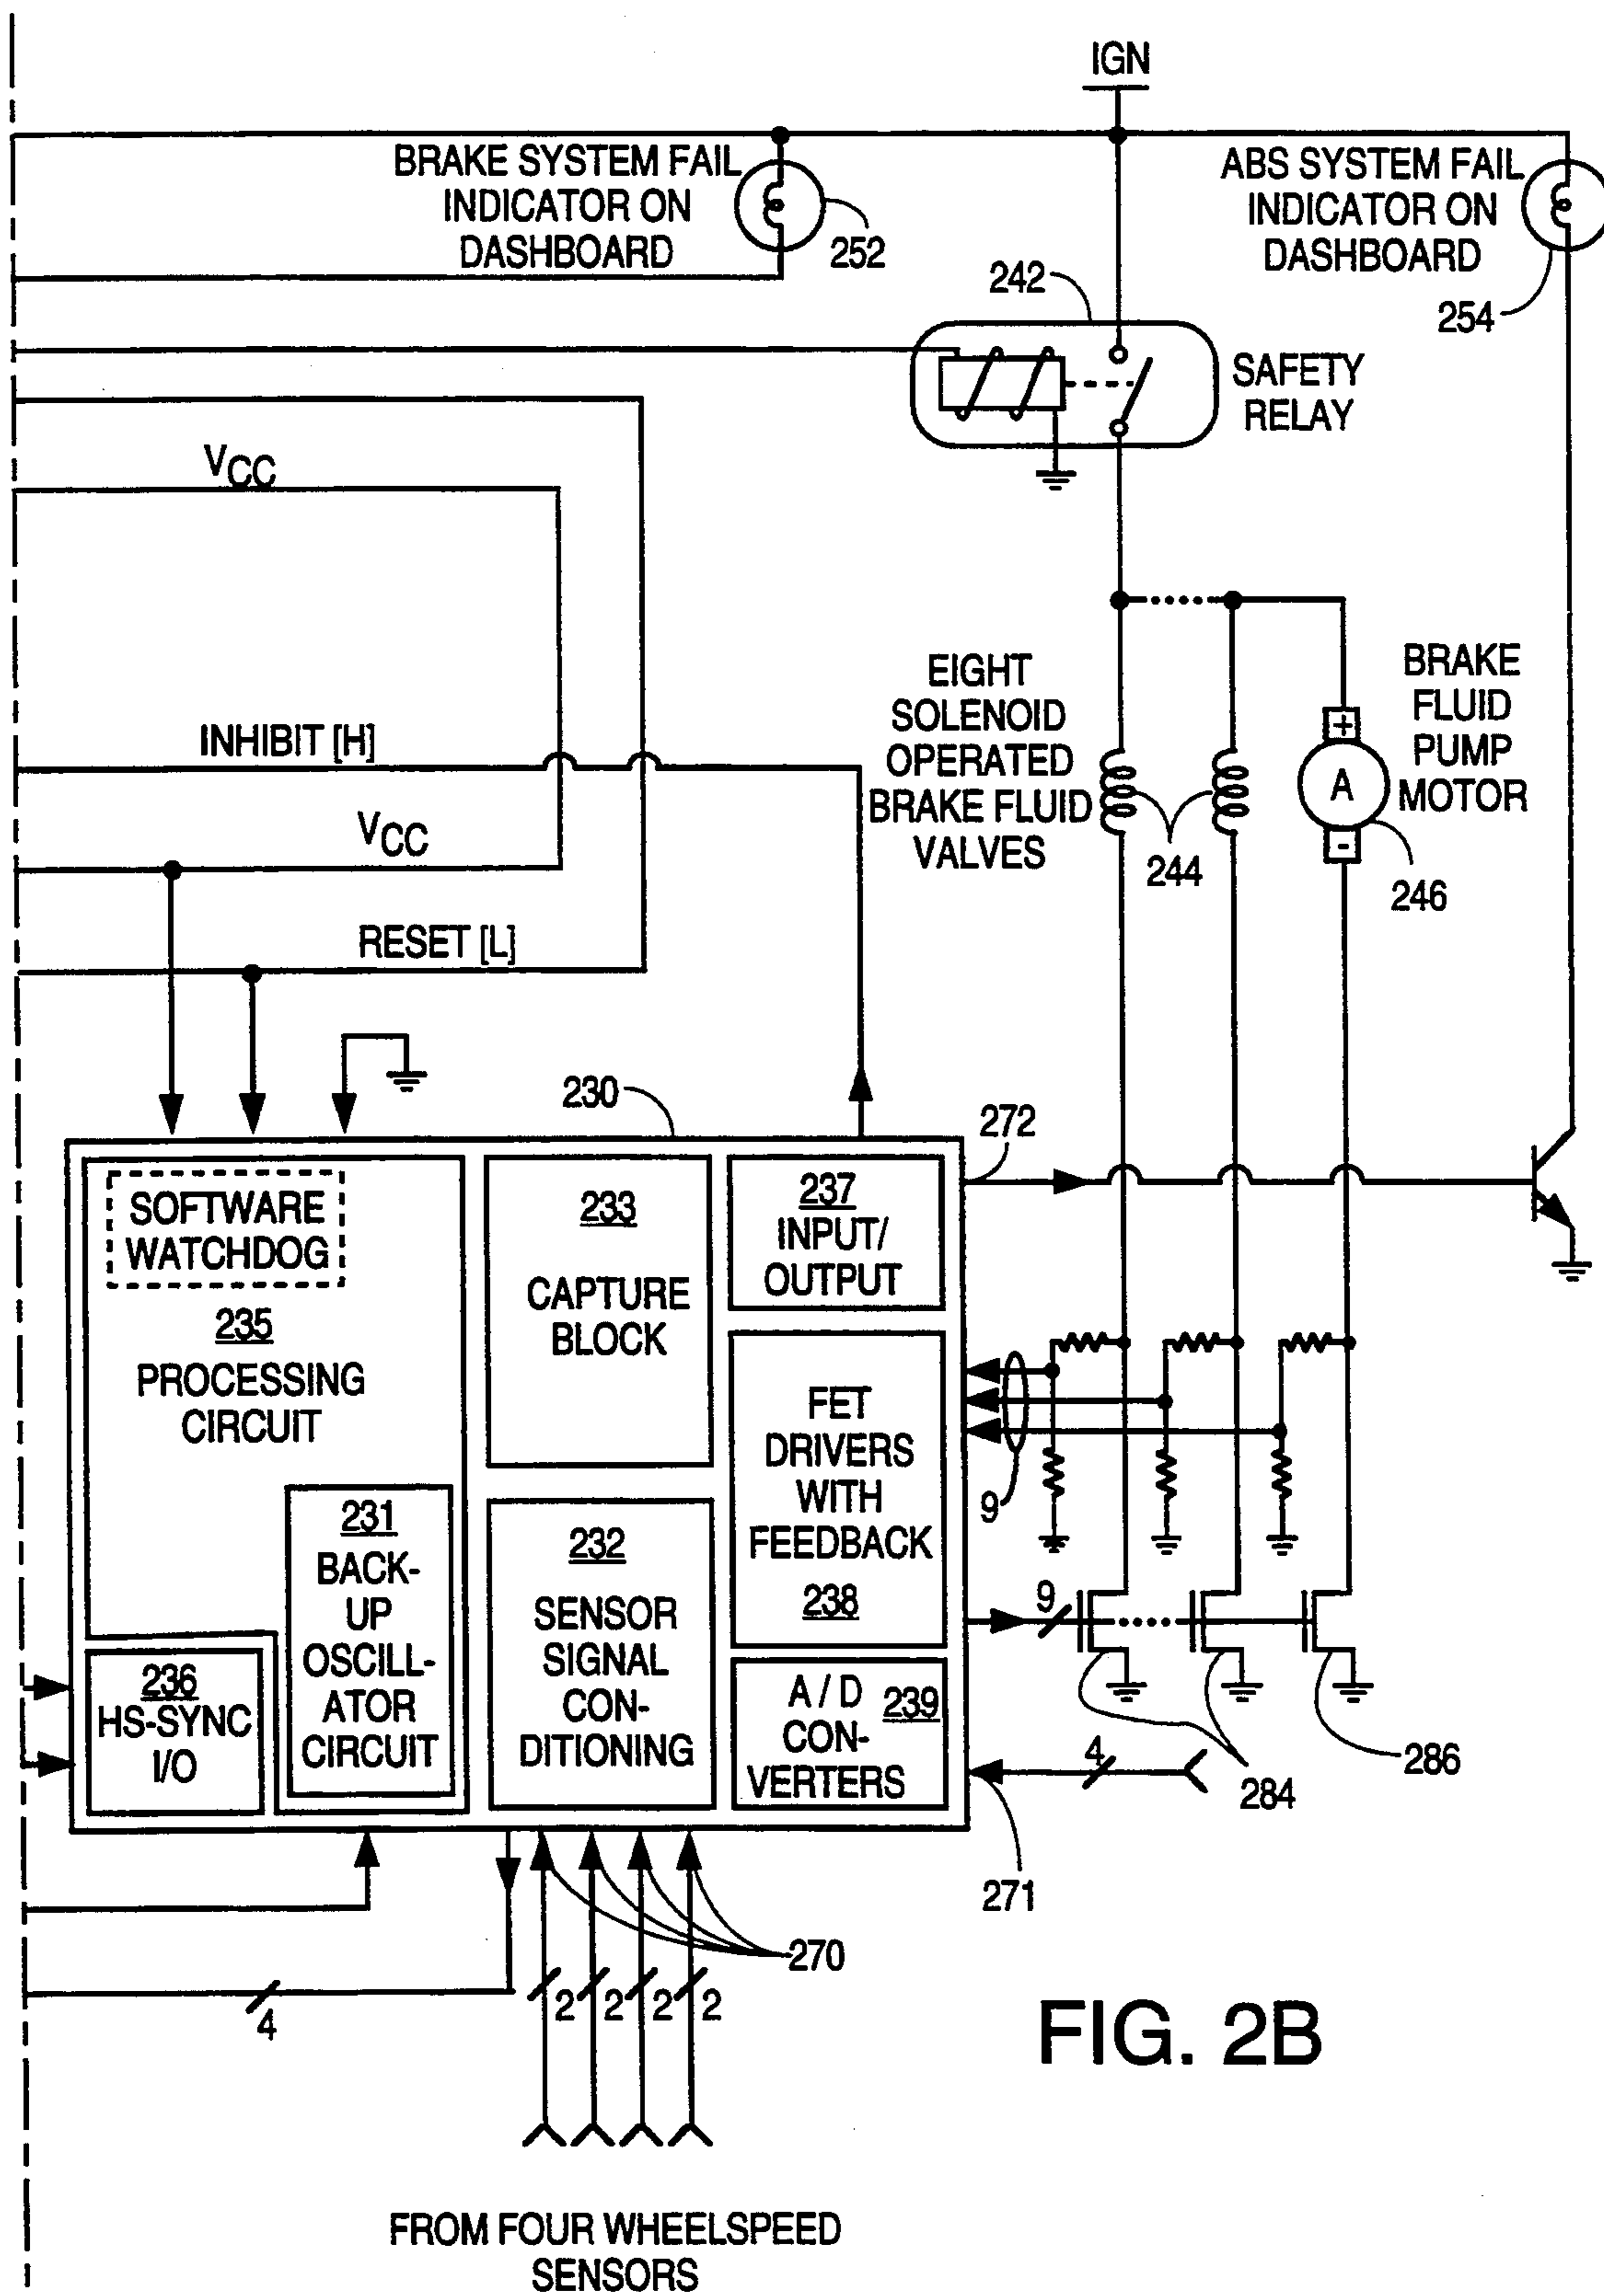 IGN
BRAKE SYSTEM FAIL
INDICATOR ON
DASHBOARD
252
ABS SYSTEM FAIL
INDICATOR ON
DASHBOARD
254
242
SAFETY
RELAY
VCC
EIGHT
SOLENOID
OPERATED
BRAKE FLUID
VALVES
244
BRAKE
FLUID
PUMP
MOTOR
+
A
-
246
INHIBIT [H]
VCC
RESET [L]
230
272
SOFTWARE
WATCHDOG
235
PROCESSING
CIRCUIT
233
CAPTURE
BLOCK
237
INPUT/
OUTPUT
FET
DRIVERS
WITH
FEEDBACK
238
9
9
231
BACK-
UP
OSCILL-
ATOR
CIRCUIT
232
SENSOR
SIGNAL
CON-
DITIONING
236
HS-SYNC
I/O
A / D
239
CON-
VERTERS
4
284
286
271
270
4
2
2
2
2
FIG. 2B
FROM FOUR WHEELSPEED
SENSORS